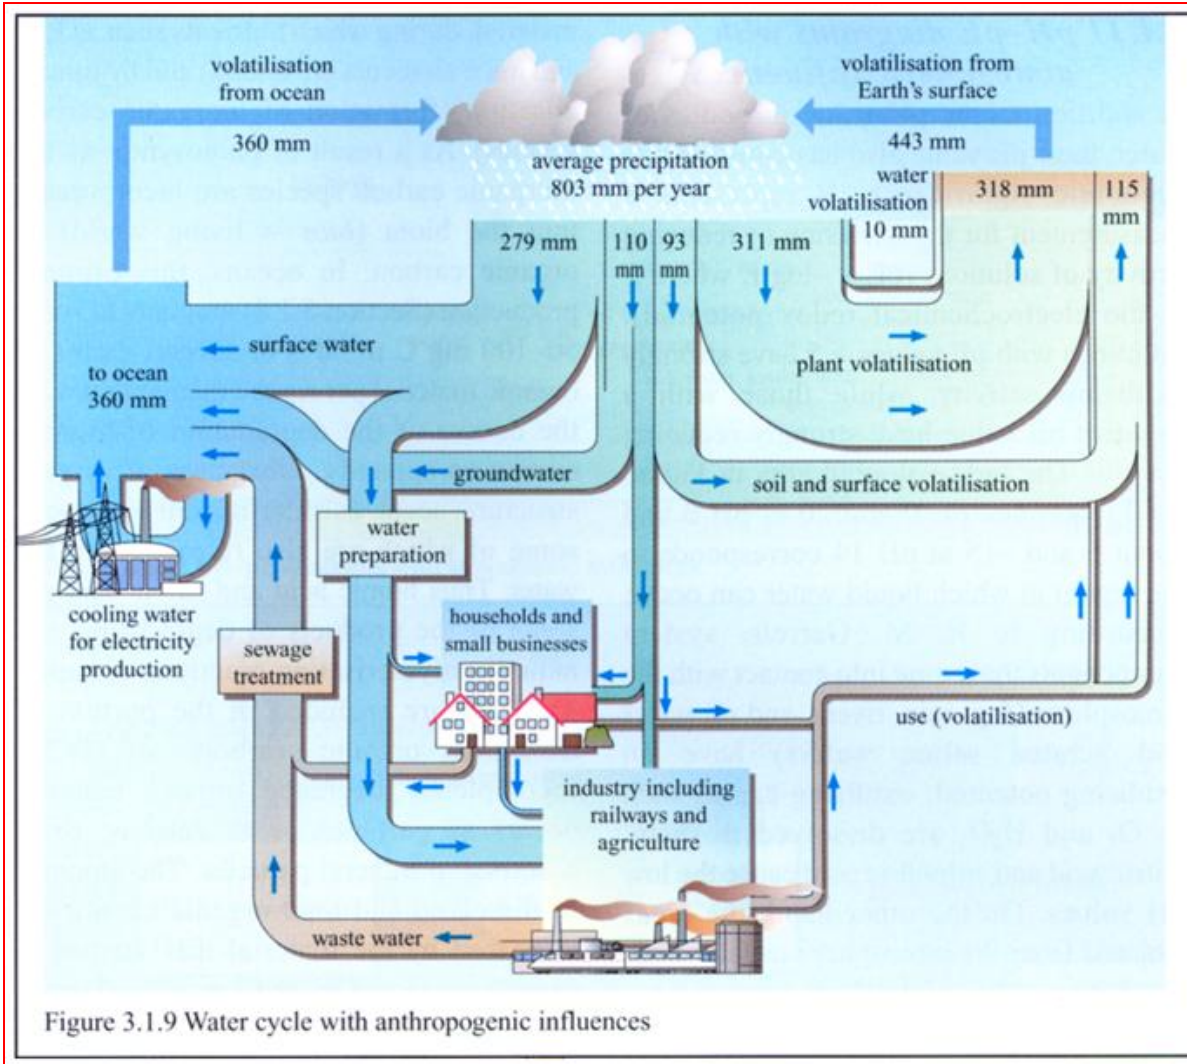 volatilisation
from ocean
360 mm
volatilisation from
Earth's surface
443 mm
average precipitation
803 mm per year
water
volatilisation
10 mm
318 mm
115
mm
279 mm
110
mm
93
mm
311 mm
surface water
to ocean
360 mm
plant volatilisation
groundwater
soil and surface volatilisation
water
preparation
cooling water
for electricity
production
sewage
treatment
households and
small businesses
use (volatilisation)
industry including
railways and
agriculture
waste water
Figure 3.1.9 Water cycle with anthropogenic influences